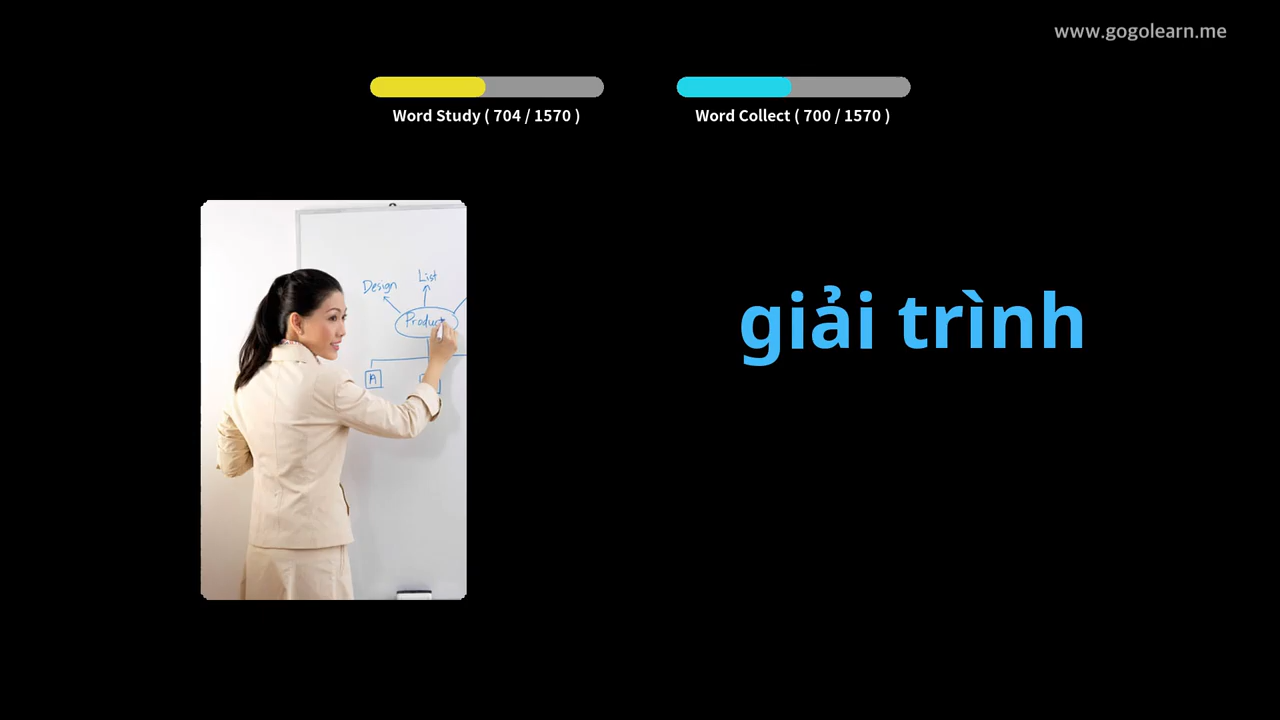 www.gogolearn.me
Word Study ( 704 / 1570 )
Word Collect ( 700 / 1570 )
giải trình
List
Design
Product
A